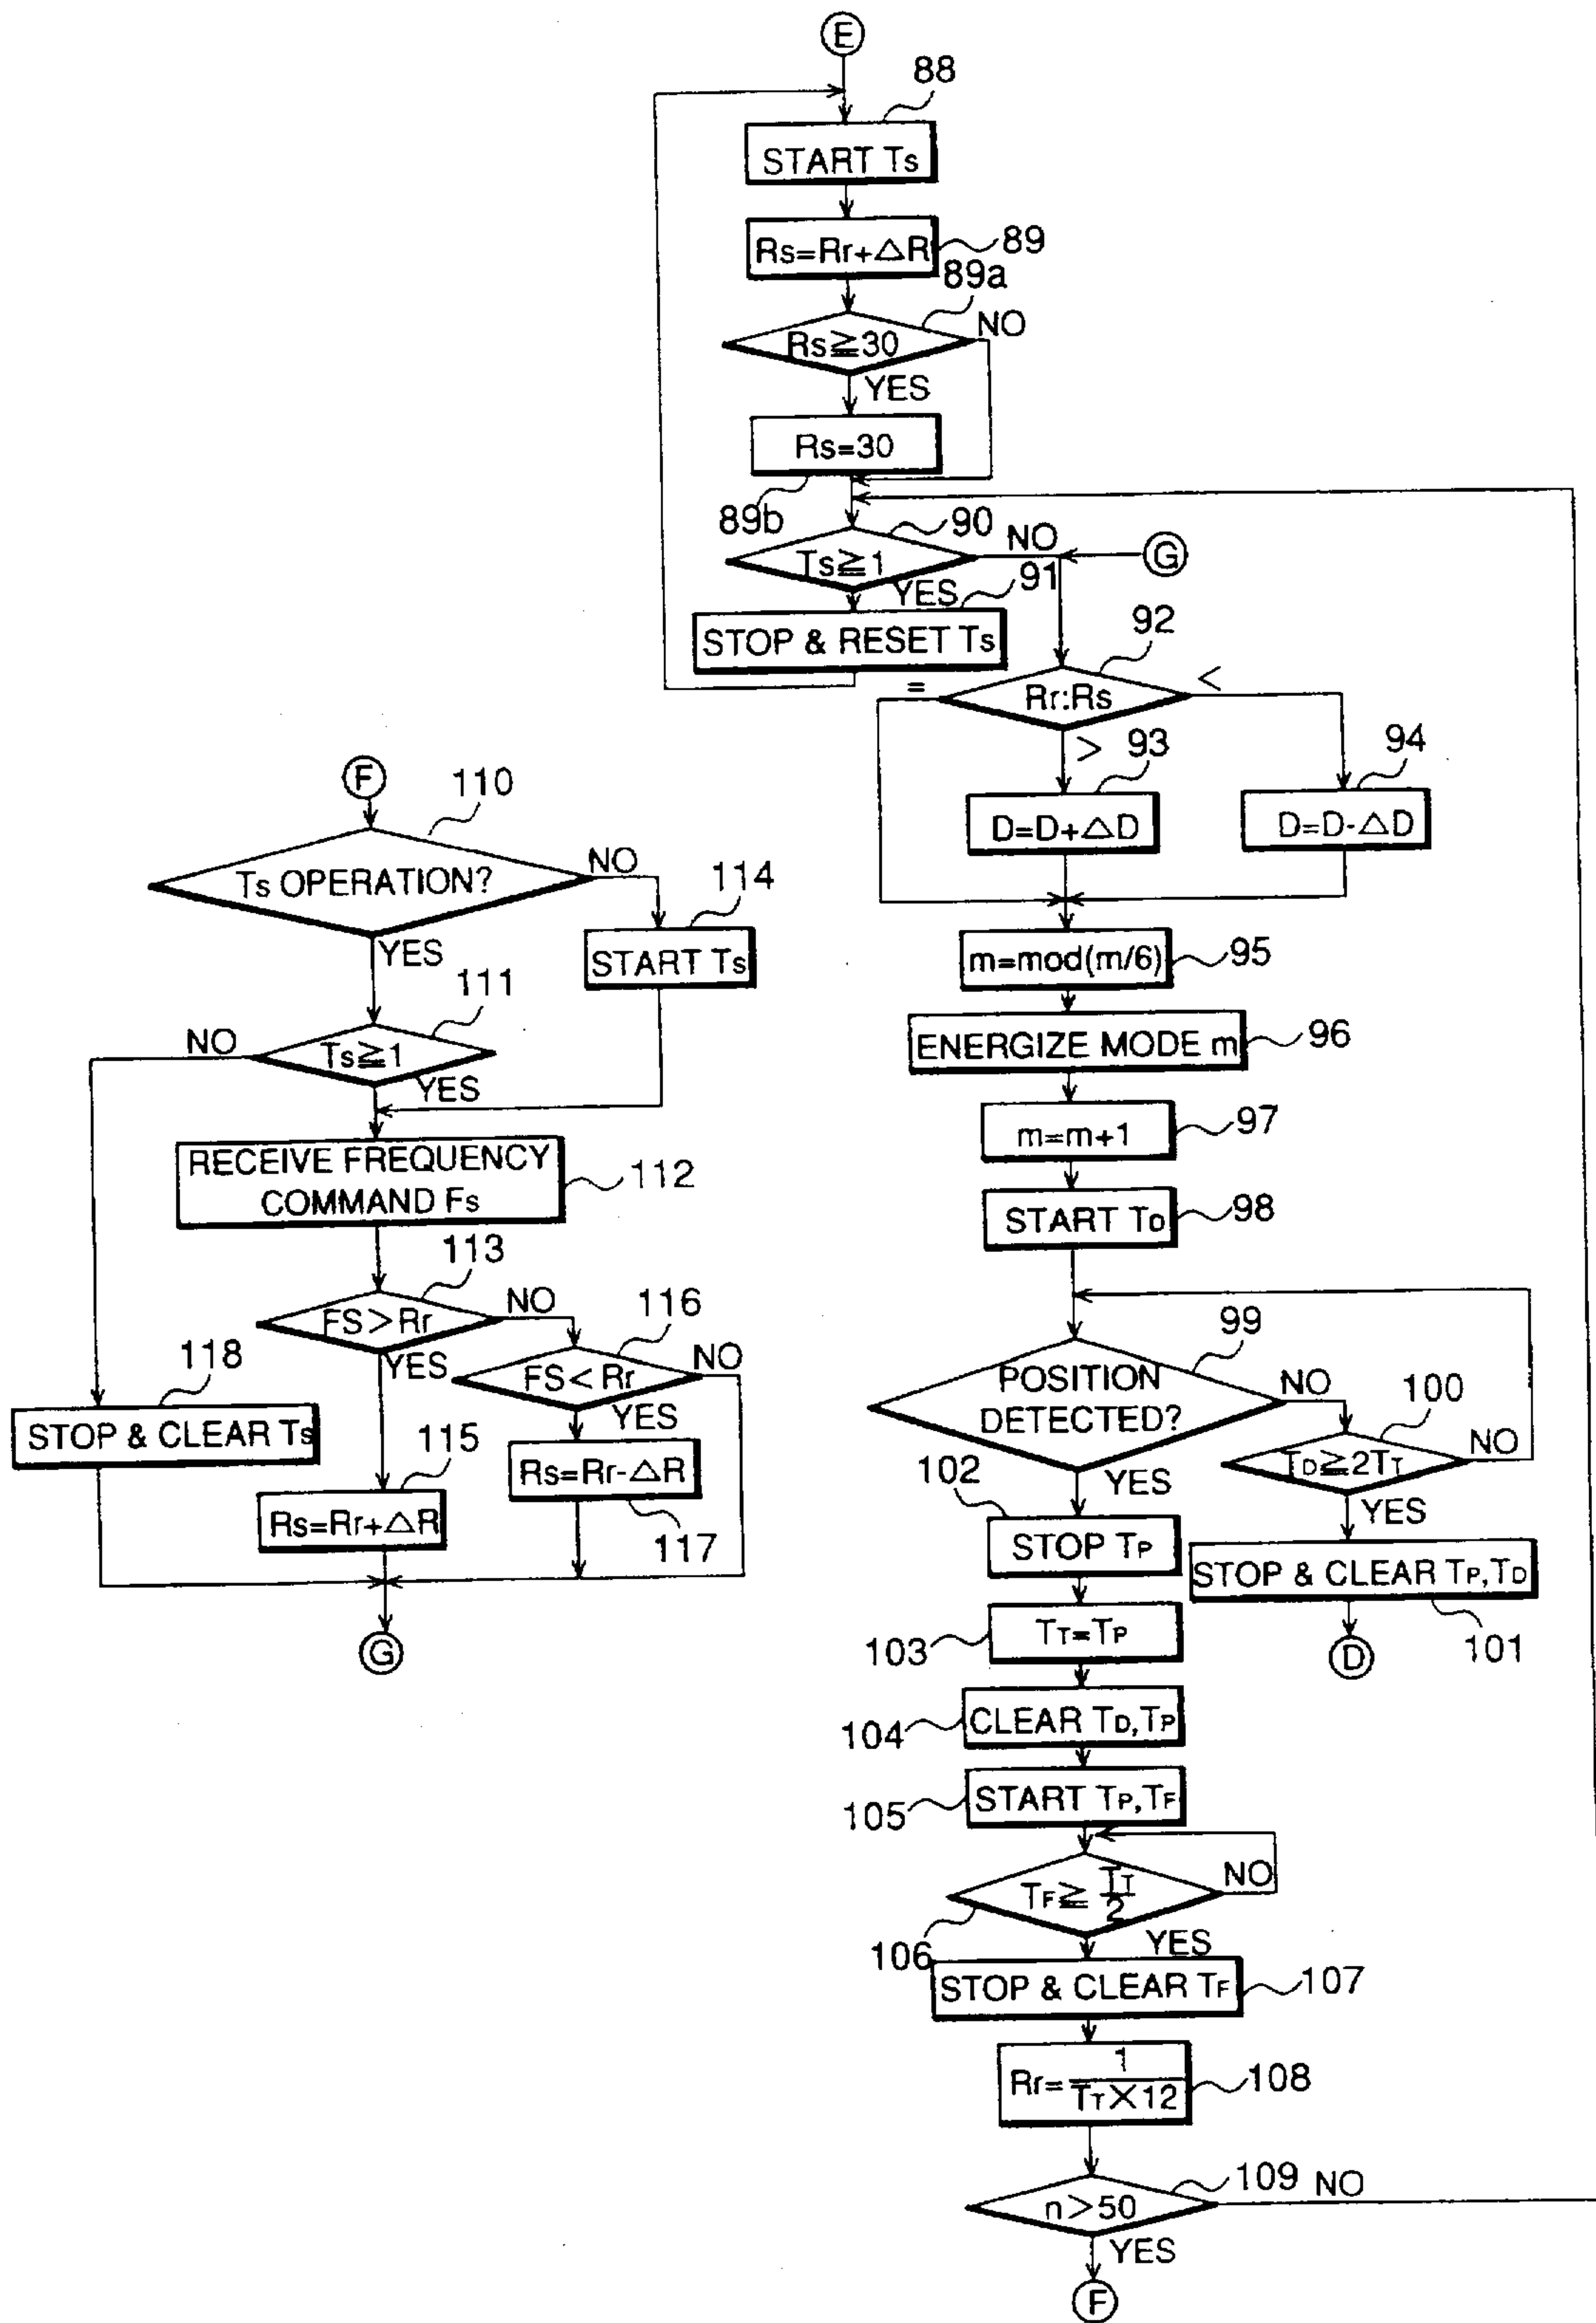 E
88
START Ts
Rs=Rr+△R
89
89a
Rs≧30
NO
YES
Rs=30
89b
90
Ts≧1
NO
G
YES
91
STOP & RESET Ts
92
=
Rr:Rs
<
>
93
94
D=D+△D
D=D-△D
m=mod(m/6)
95
ENERGIZE MODE m
96
m=m+1
97
START TD
98
99
POSITION
DETECTED?
NO
100
TD≧2TT
NO
YES
102
YES
STOP TP
STOP & CLEAR TP,TD
101
D
103
TT=TP
104
CLEAR TD,TP
105
START TP,TF
TF≧TT/2
NO
106
YES
STOP & CLEAR TF
107
Rr=1/TT×12
108
109
n>50
NO
YES
F
F
110
Ts OPERATION?
NO
114
YES
START Ts
111
NO
Ts≧1
YES
RECEIVE FREQUENCY
COMMAND Fs
112
113
FS>Rr
NO
116
YES
FS<Rr
NO
118
YES
STOP & CLEAR Ts
115
Rs=Rr-△R
Rs=Rr+△R
117
G